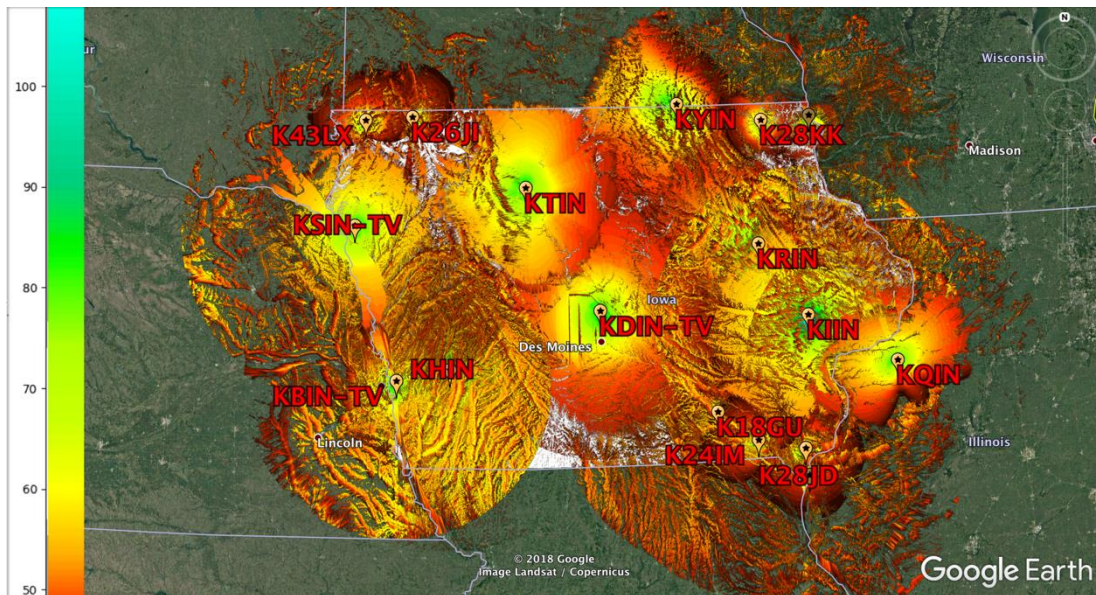 N
ur
Wisconsin
100
KYIN
K43LX
K26JI
K28KK
Madison
90
KTIN
KSIN-TV
KRIN
80
Iowa
KDIN-TV
KIIN
Des Moines
KQIN
70
KHIN
KBIN-TV
K18GU
Lincoln
K24IM
Illinois
K28JD
60
© 2018 Google
Image Landsat / Copernicus
Google Earth
50